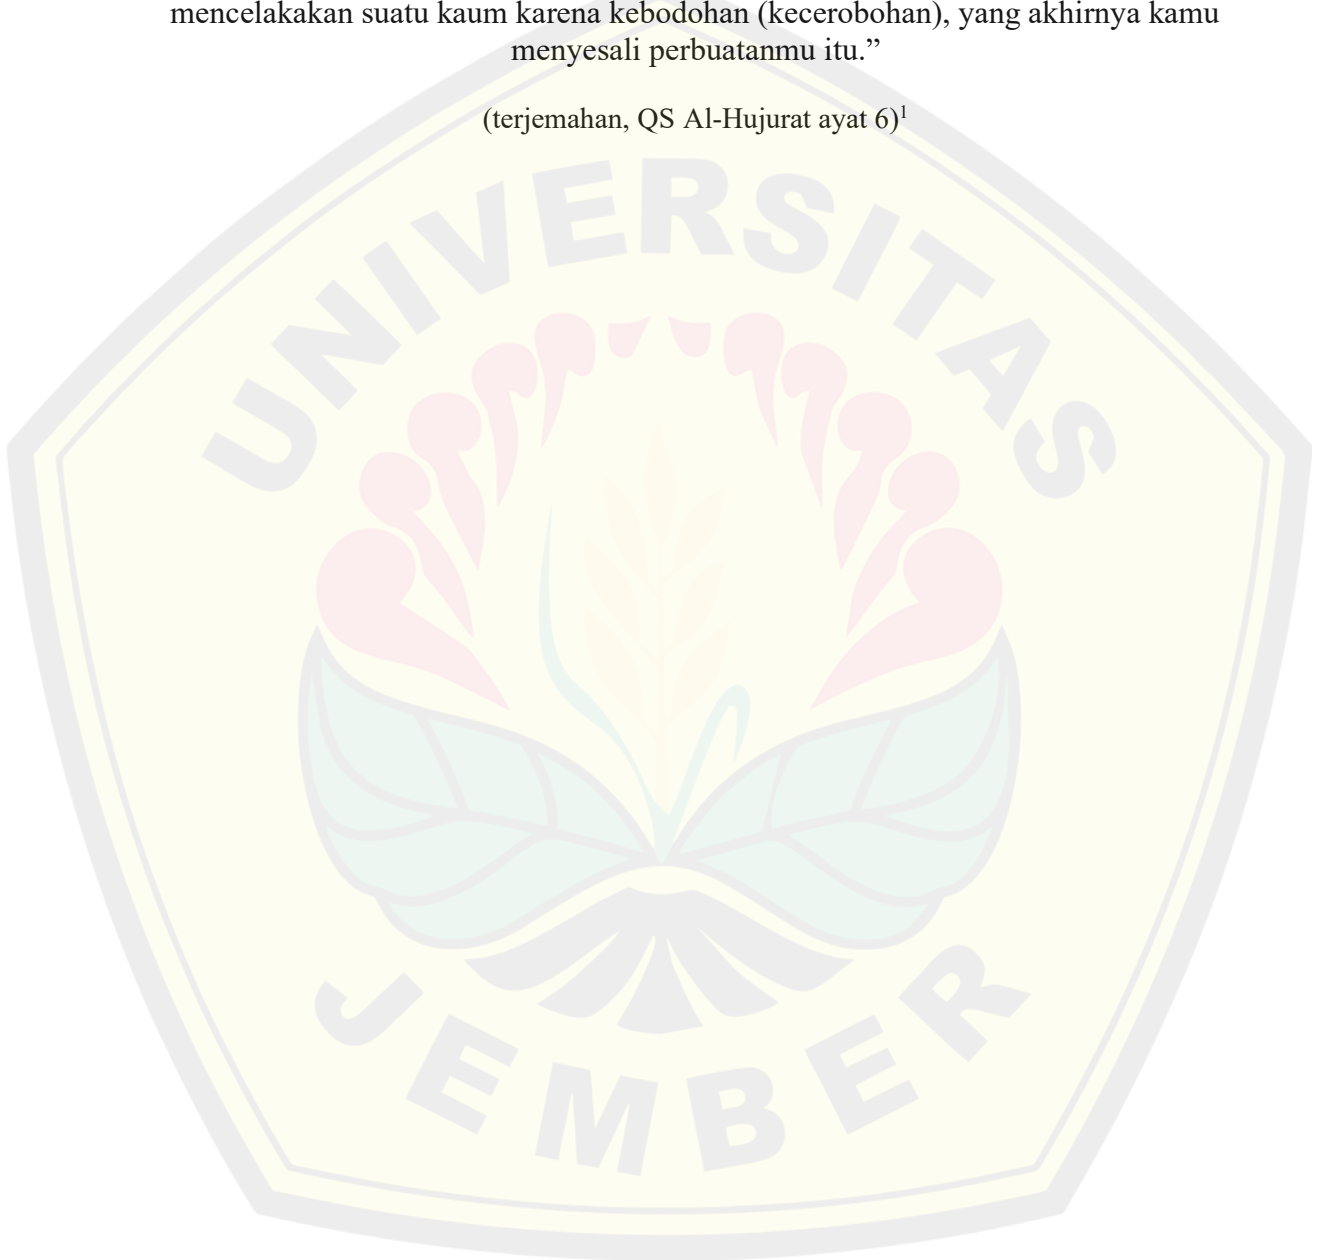 mencelakakan suatu kaum karena kebodohan (kecerobohan), yang akhirnya kamu
menyesali perbuatanmu itu.”
(terjemahan, QS Al-Hujurat ayat 6)¹
UNIVERSITAS
JEMBER